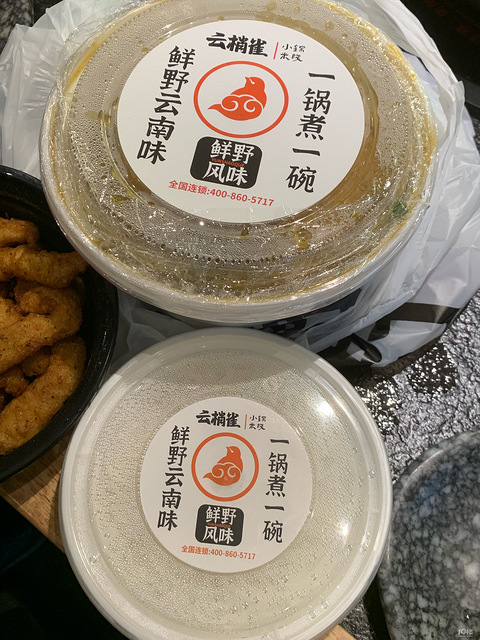 云梢雀
小锅
米线
鲜野云南味
一锅煮一碗
鲜野
风味
全国连锁:400-860-5717
云梢雀
小锅
米线
鲜野云南味
一锅煮一碗
鲜野
风味
全国连锁:400-860-5717